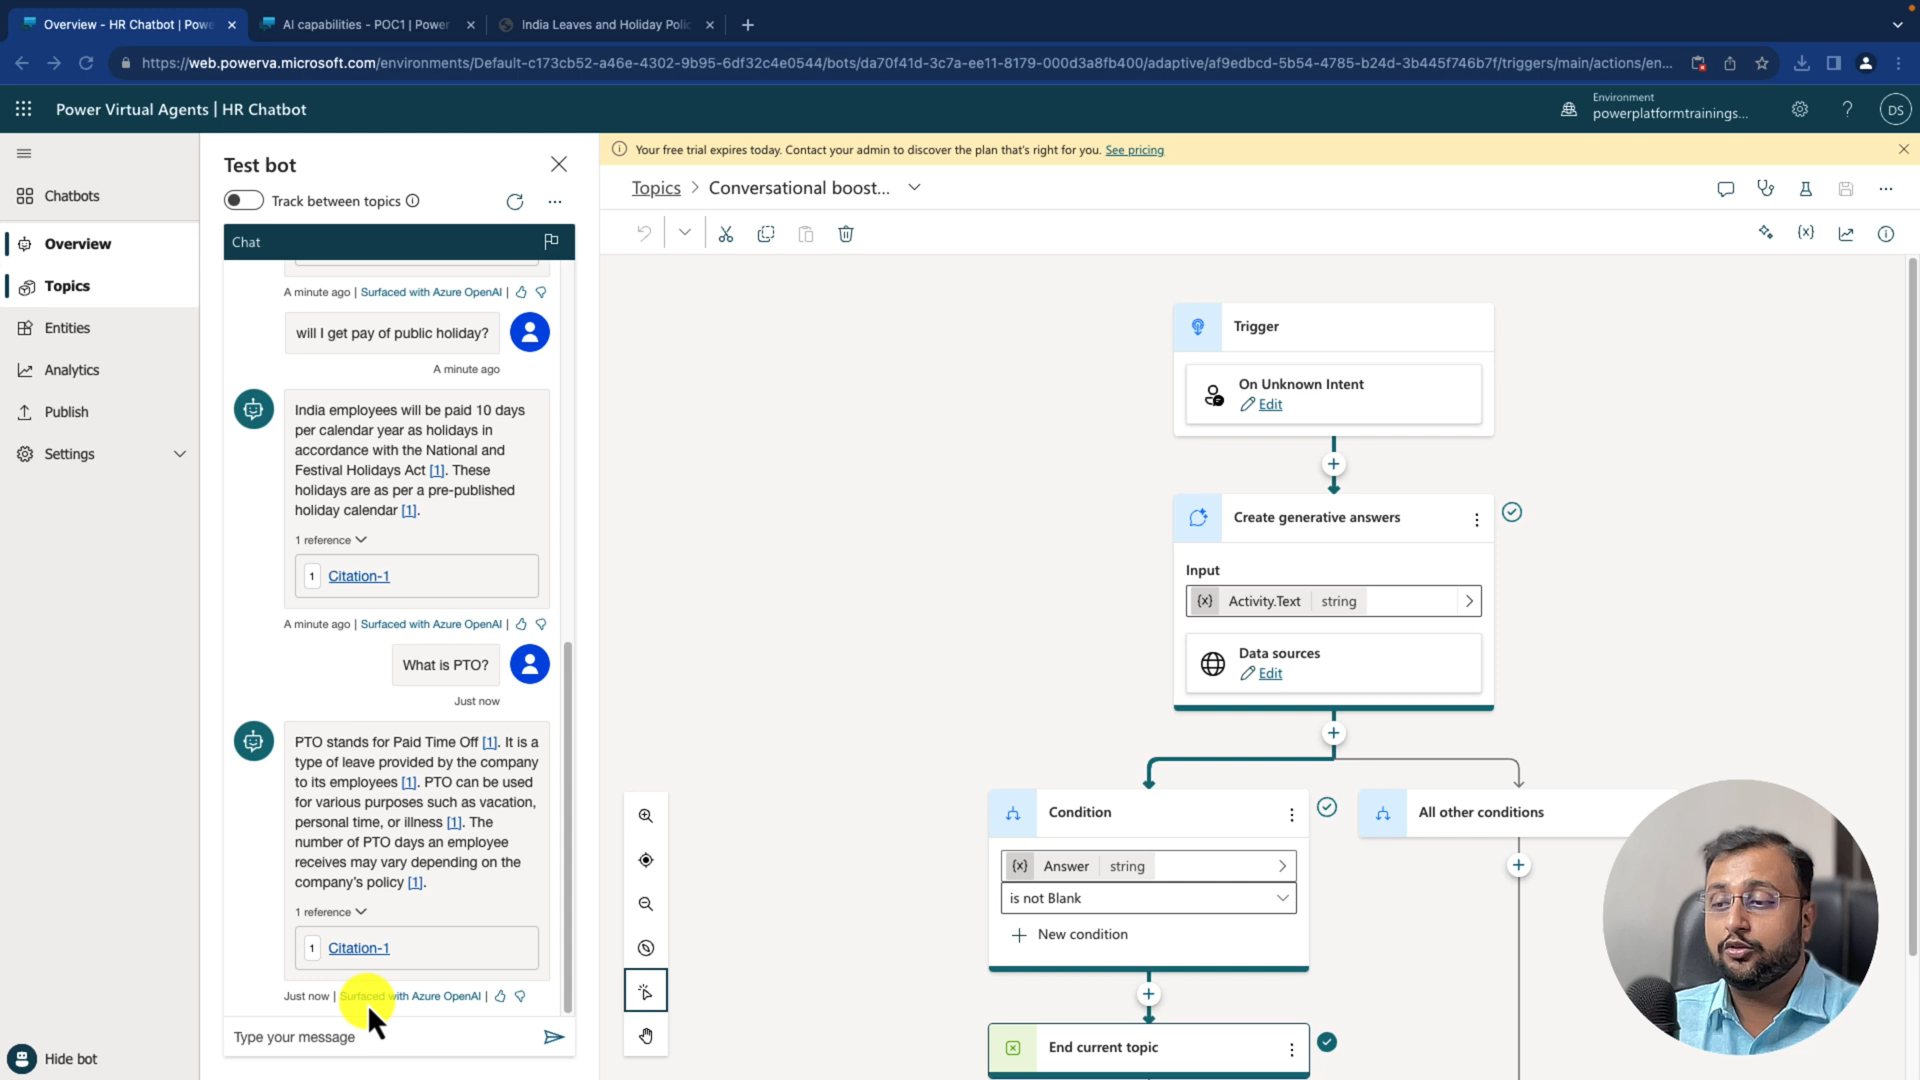 Overview - HR Chatbot | Powe
AI capabilities - POC1 | Power
India Leaves and Holiday Polic
https://web.powerva.microsoft.com/environments/Default-c173cb52-a46e-4302-9b95-6df32c4e0544/bots/da70f41d-3c7a-ee11-8179-000d3a8fb400/adaptive/af9edbcd-5b54-4785-b24d-3b445f746b7f/triggers/main/actions/en...
Power Virtual Agents | HR Chatbot
Environment
powerplatformtrainings...
DS
Chatbots
Overview
Topics
Entities
Analytics
Publish
Settings
Hide bot
Test bot
Track between topics
Chat
A minute ago | Surfaced with Azure OpenAI |
will I get pay of public holiday?
A minute ago
India employees will be paid 10 days
per calendar year as holidays in
accordance with the National and
Festival Holidays Act [1]. These
holidays are as per a pre-published
holiday calendar [1].
1 reference
1 Citation-1
A minute ago | Surfaced with Azure OpenAI |
What is PTO?
Just now
PTO stands for Paid Time Off [1]. It is a
type of leave provided by the company
to its employees [1]. PTO can be used
for various purposes such as vacation,
personal time, or illness [1]. The
number of PTO days an employee
receives may vary depending on the
company's policy [1].
1 reference
1 Citation-1
Just now | Surfaced with Azure OpenAI |
Type your message
Your free trial expires today. Contact your admin to discover the plan that's right for you. See pricing
Topics > Conversational boost...
Trigger
On Unknown Intent
Edit
Create generative answers
Input
{x} Activity.Text string
Data sources
Edit
Condition
{x} Answer string
is not Blank
New condition
All other conditions
End current topic